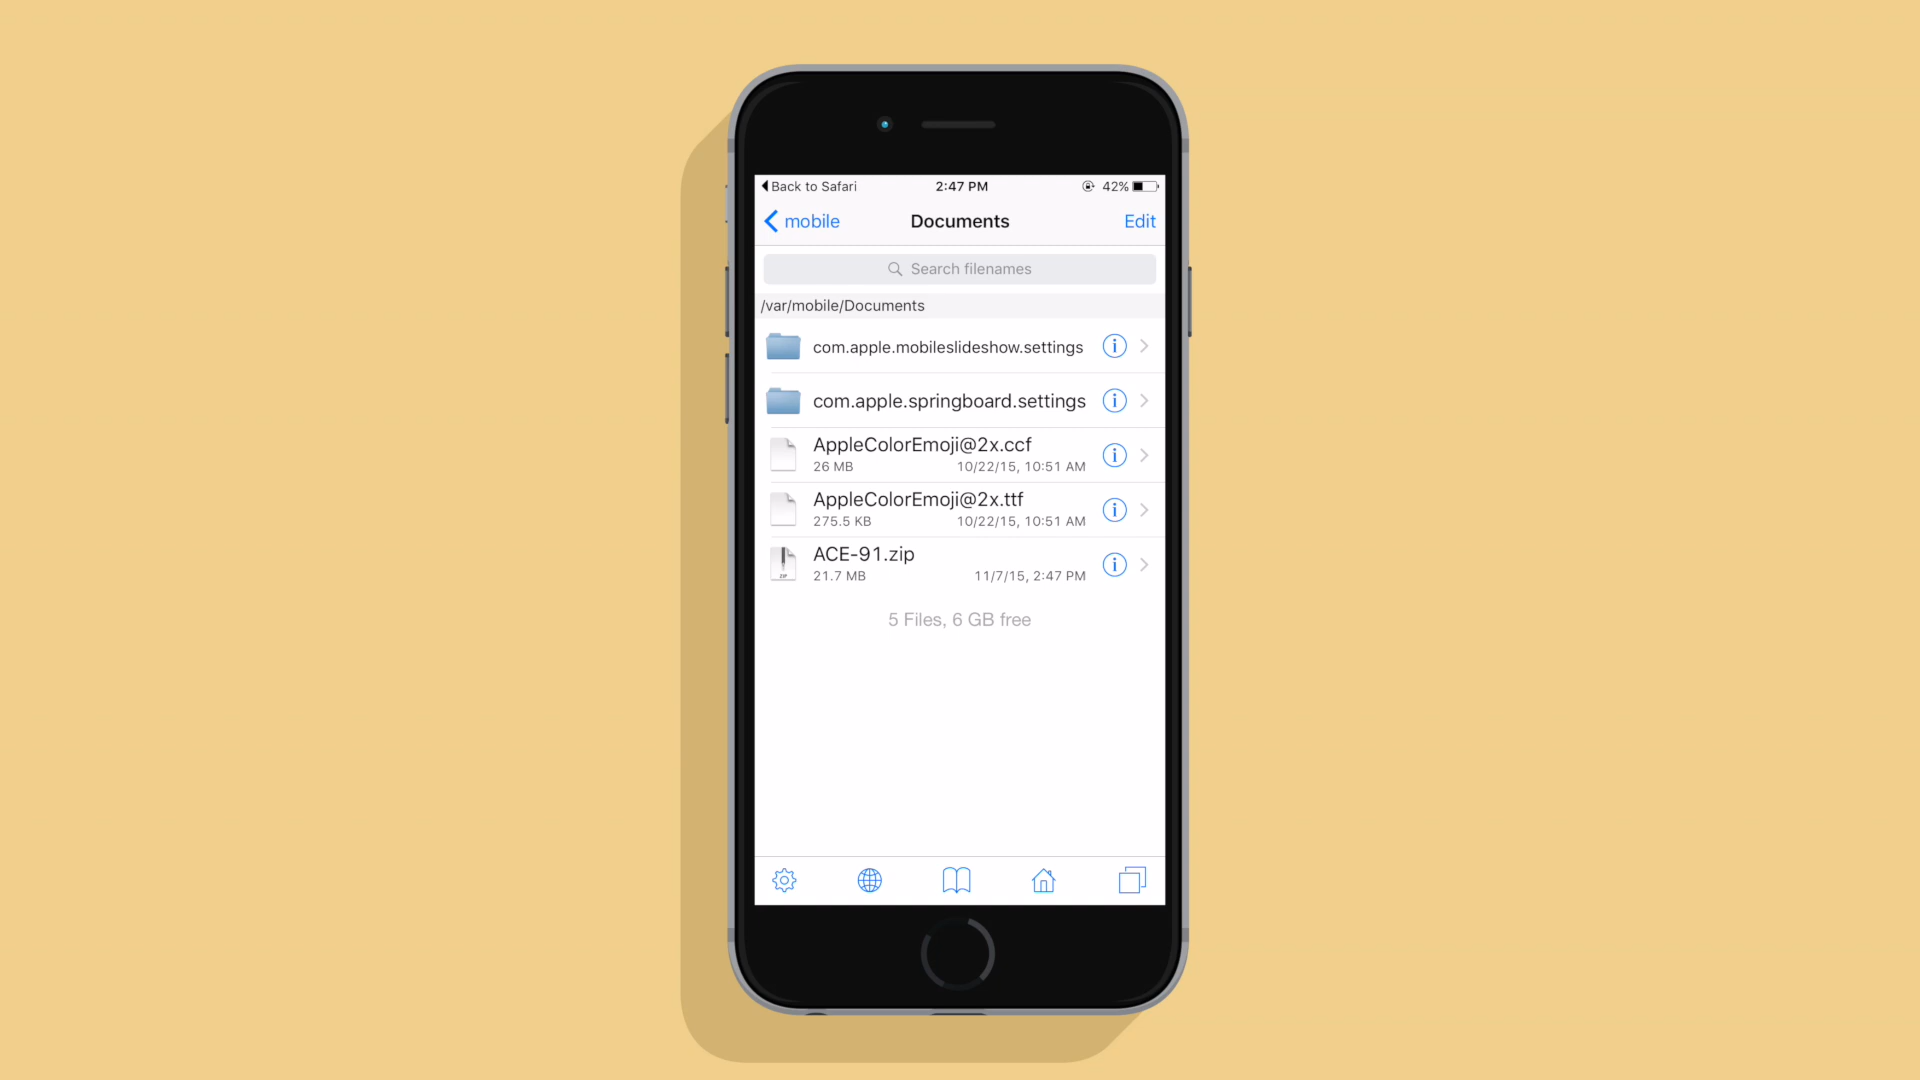 Back to Safari 2:47 PM 42%
mobile Documents Edit
Search filenames
/var/mobile/Documents
com.apple.mobileslideshow.settings
com.apple.springboard.settings
AppleColorEmoji@2x.ccf
26 MB 10/22/15, 10:51 AM
AppleColorEmoji@2x.ttf
275.5 KB 10/22/15, 10:51 AM
ACE-91.zip
ZIP
21.7 MB 11/7/15, 2:47 PM
5 Files, 6 GB free